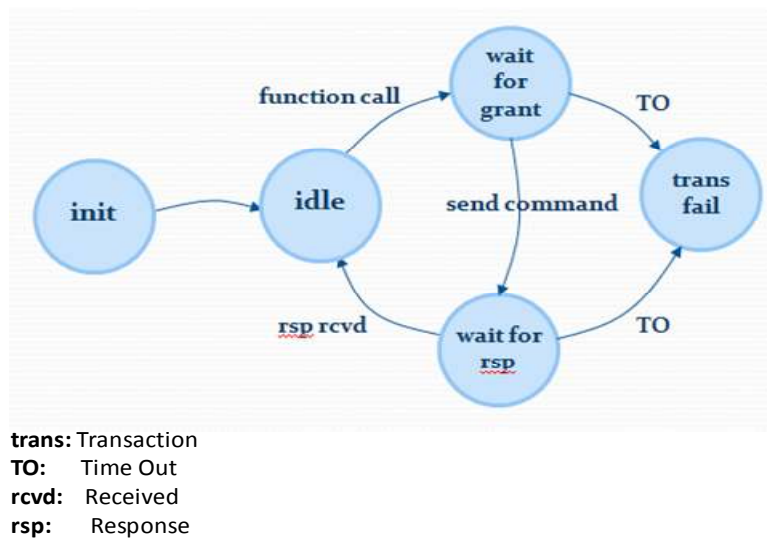 wait
for
grant
function call
TO
init
idle
trans
fail
send command
rsp rcvd
wait for
rsp
TO
trans: Transaction
TO: Time Out
rcvd: Received
rsp: Response